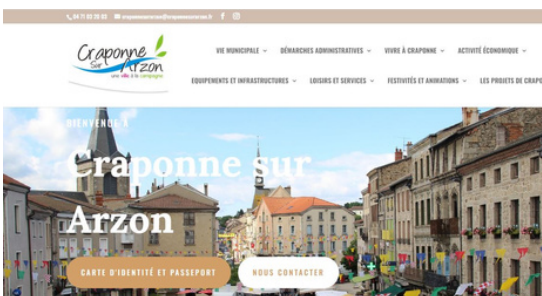 04 71 03 20 03
Craponne
Sur Arzon
une ville à la campagne
VIE MUNICIPALE
DÉMARCHES ADMINISTRATIVES
VIVRE À CRAPONNE
ACTIVITÉ ÉCONOMIQUE
EQUIPEMENTS ET INFRASTRUCTURES
LOISIRS ET SERVICES
FESTIVITÉS ET ANIMATIONS
LES PROJETS DE CRAPO
BIENVENUE À
Craponne sur
Arzon
CARTE D'IDENTITÉ ET PASSEPORT
NOUS CONTACTER